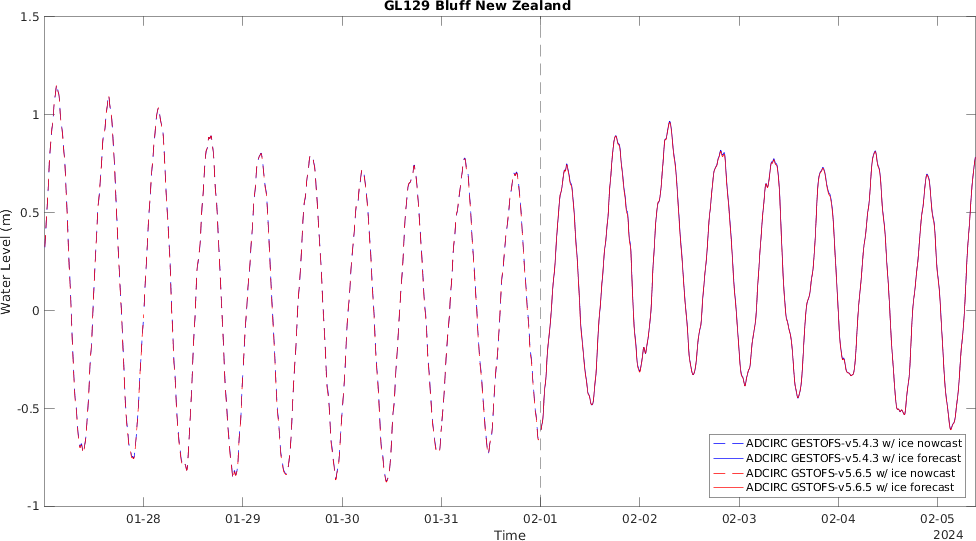 GL129 Bluff New Zealand
1.5
1
0.5
0
-0.5
-1
Water Level (m)
01-28 01-29 01-30 01-31 02-01 02-02 02-03 02-04 02-05
Time
2024
ADCIRC GESTOFS-v5.4.3 w/ ice nowcast
ADCIRC GESTOFS-v5.4.3 w/ ice forecast
ADCIRC GSTOFS-v5.6.5 w/ ice nowcast
ADCIRC GSTOFS-v5.6.5 w/ ice forecast